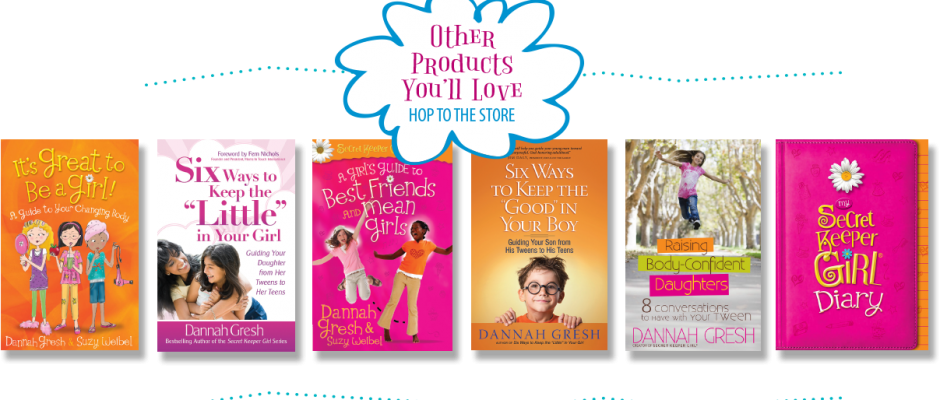 Other
Products
You'll Love
HOP TO THE STORE
It's great to
Be a girl!
A Guide to Your Changing Body
Dannah Gresh & Suzy Weibel
Foreword by Fern Nichols
Six Ways to
Keep the
"Little"
in Your Girl
Guiding Your
Daughter
from Her
Tweens to
Her Teens
Dannah Gresh
Bestselling Author of the Secret Keeper Girl Series
Secret Keeper
a girl's guide to
Best Friends
and mean
girls
Dannah
Gresh &
Suzy Weibel
Six Ways
to Keep the
"Good" in
Your Boy
Guiding Your Son from
His Tweens to His Teens
DANNAH GRESH
Raising
Body-Confident
Daughters
8 conversations
to have with your tween
DANNAH GRESH
my
Secret
Keeper
Girl
Diary